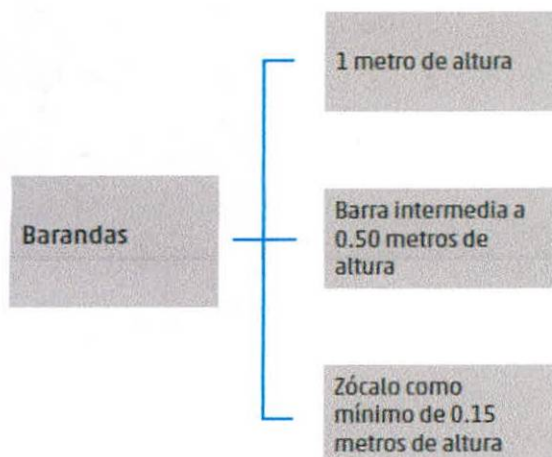 1 metro de altura
Barandas
Barra intermedia a
0.50 metros de
altura
Zócalo como
mínimo de 0.15
metros de altura